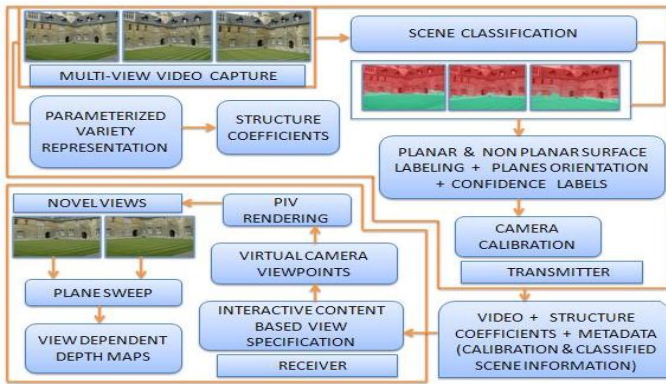 SCENE CLASSIFICATION
MULTI-VIEW VIDEO CAPTURE
PARAMETERIZED
VARIETY
REPRESENTATION
STRUCTURE
COEFFICIENTS
PLANAR & NON PLANAR SURFACE
LABELING + PLANES ORIENTATION
+ CONFIDENCE LABELS
CAMERA
CALIBRATION
TRANSMITTER
VIDEO + STRUCTURE
COEFFICIENTS + METADATA
(CALIBRATION & CLASSIFIED
SCENE INFORMATION)
NOVEL VIEWS
PIV
RENDERING
VIRTUAL CAMERA
VIEWPOINTS
INTERACTIVE CONTENT
BASED VIEW
SPECIFICATION
RECEIVER
PLANE SWEEP
VIEW DEPENDENT
DEPTH MAPS